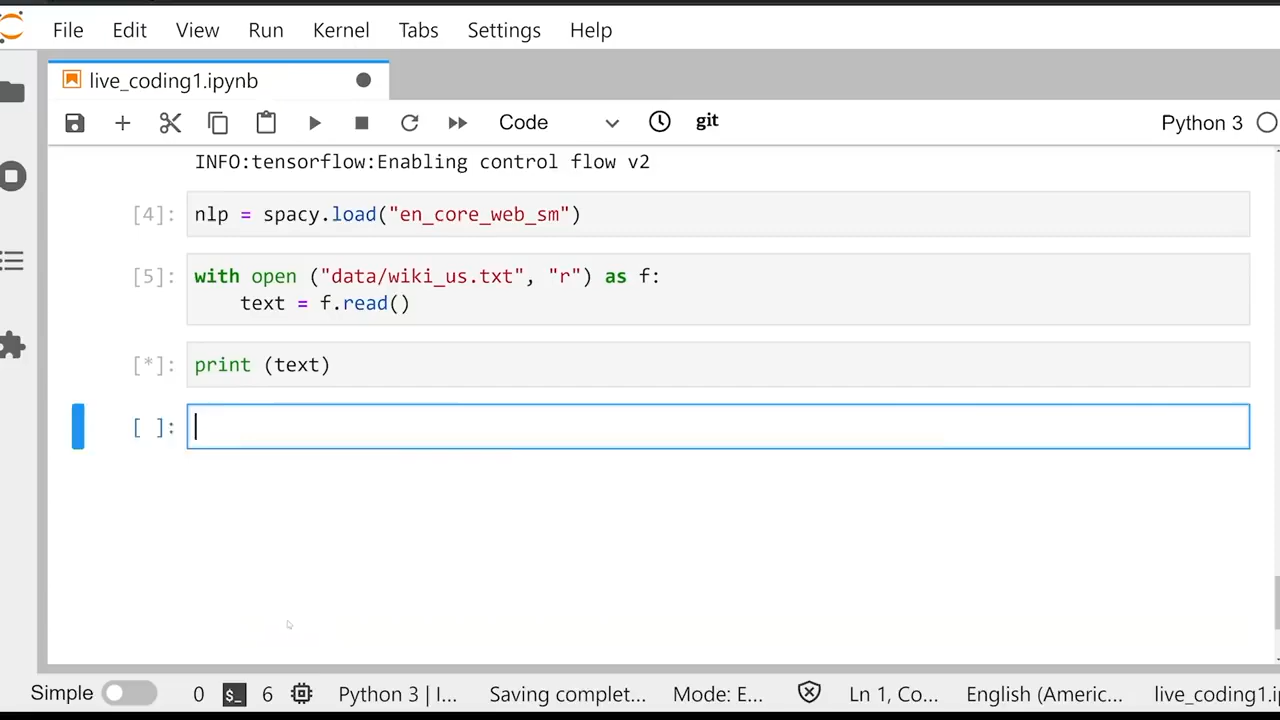 File Edit View Run Kernel Tabs Settings Help
live_coding1.ipynb
Code git Python 3
INFO:tensorflow:Enabling control flow v2
[4]: nlp = spacy.load("en_core_web_sm")
[5]: with open ("data/wiki_us.txt", "r") as f:
text = f.read()
[*]: print (text)
[ ]:
Simple 0 $_ 6 Python 3 | I... Saving complet... Mode: E... Ln 1, Co... English (Americ... live_coding1.ip